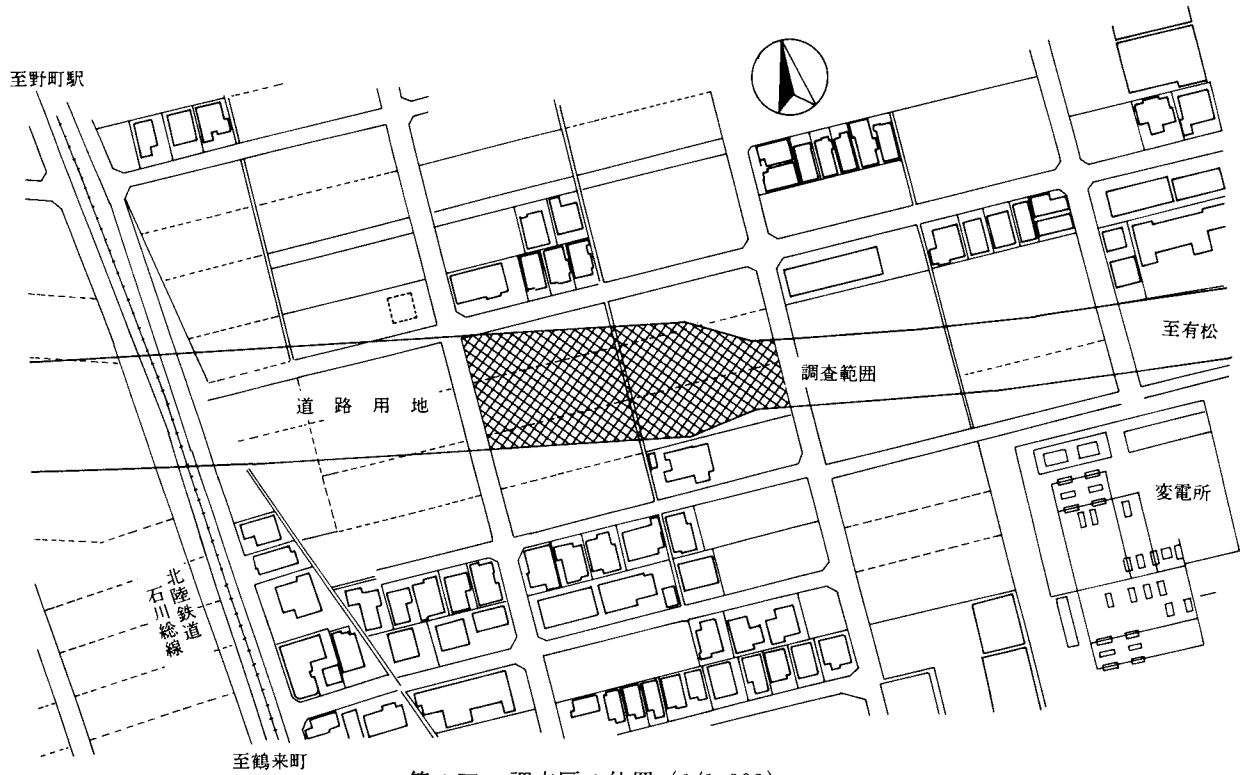 至野町駅
至有松
調査範囲
道路用地
変電所
北陸鉄道
石川総線
至鶴来町